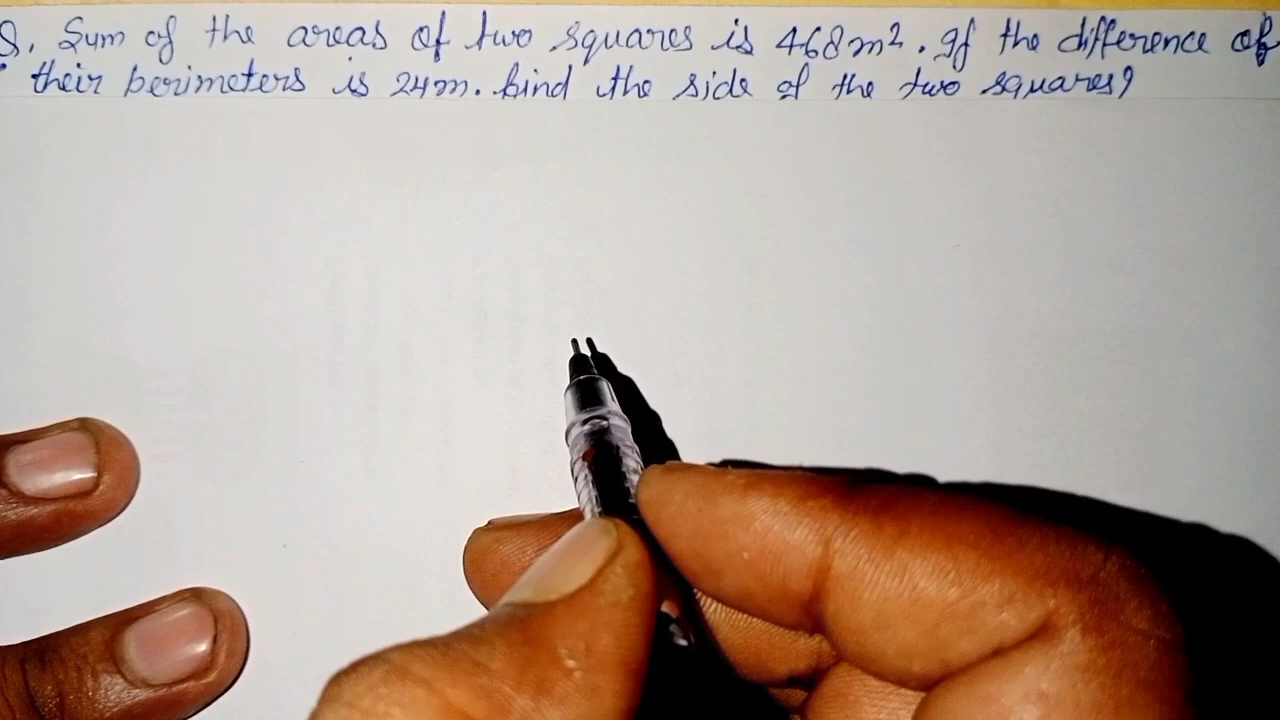 Q. Sum of the areas of two squares is 468m². If the difference of
their perimeters is 24m. find the side of the two squares?